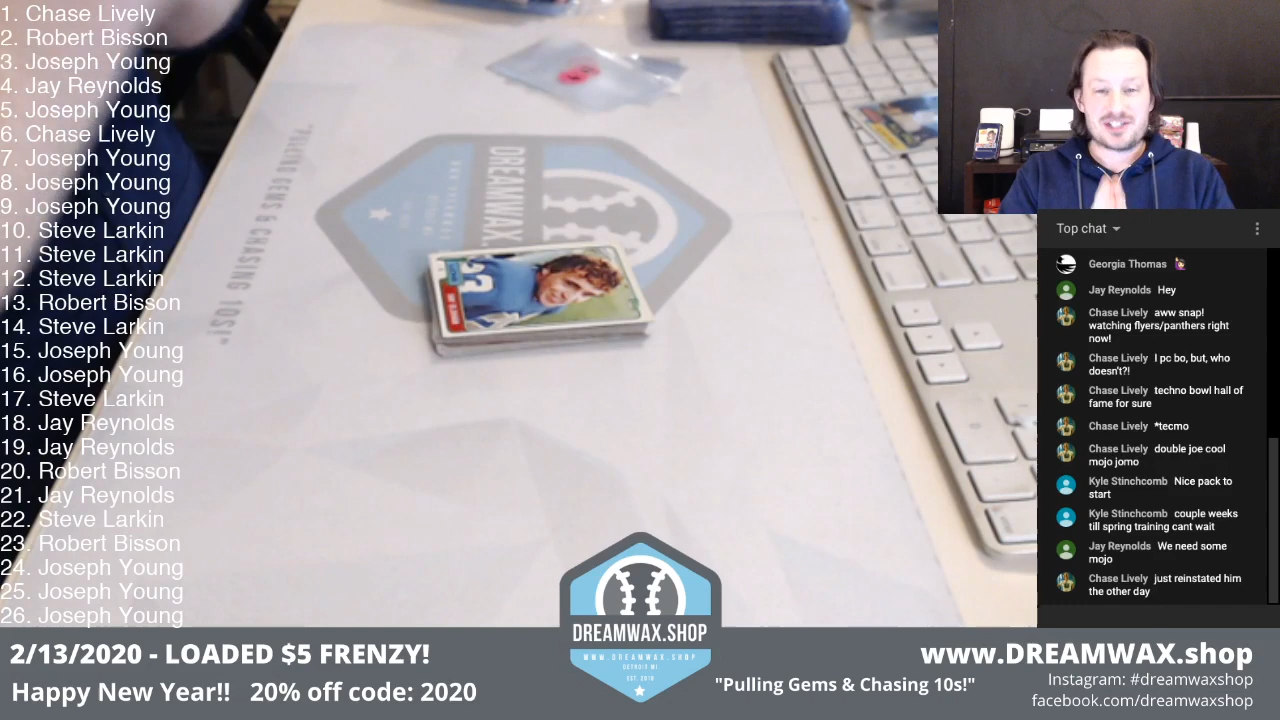 1. Chase Lively
2. Robert Bisson
3. Joseph Young
4. Jay Reynolds
5. Joseph Young
6. Chase Lively
7. Joseph Young
8. Joseph Young
9. Joseph Young
10. Steve Larkin
11. Steve Larkin
12. Steve Larkin
13. Robert Bisson
14. Steve Larkin
15. Joseph Young
16. Joseph Young
17. Steve Larkin
18. Jay Reynolds
19. Jay Reynolds
20. Robert Bisson
21. Jay Reynolds
22. Steve Larkin
23. Robert Bisson
24. Joseph Young
25. Joseph Young
26. Joseph Young
"PULLING GEMS & CHASING 10S!"
DREAMWAX.
23
Top chat
Georgia Thomas
Jay Reynolds Hey
Chase Lively aww snap!
watching flyers/panthers right
now!
Chase Lively I pc bo, but, who
doesn't?!
Chase Lively techno bowl hall of
fame for sure
Chase Lively *tecmo
Chase Lively double joe cool
mojo jomo
Kyle Stinchcomb Nice pack to
start
Kyle Stinchcomb couple weeks
till spring training cant wait
Jay Reynolds We need some
mojo
Chase Lively just reinstated him
the other day
DREAMWAX.SHOP
WWW.DREAMWAX.SHOP
DETROIT MI.
EST. 2019
2/13/2020 - LOADED $5 FRENZY!
Happy New Year!! 20% off code: 2020
www.DREAMWAX.shop
"Pulling Gems & Chasing 10s!"
Instagram: #dreamwaxshop
facebook.com/dreamwaxshop